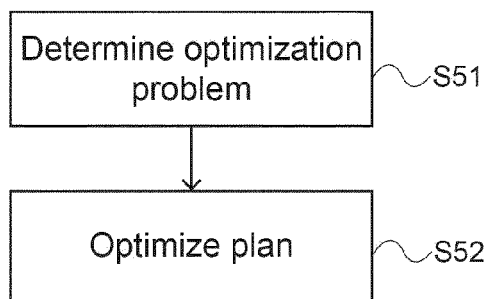 Determine optimization
problem
S51
Optimize plan
S52